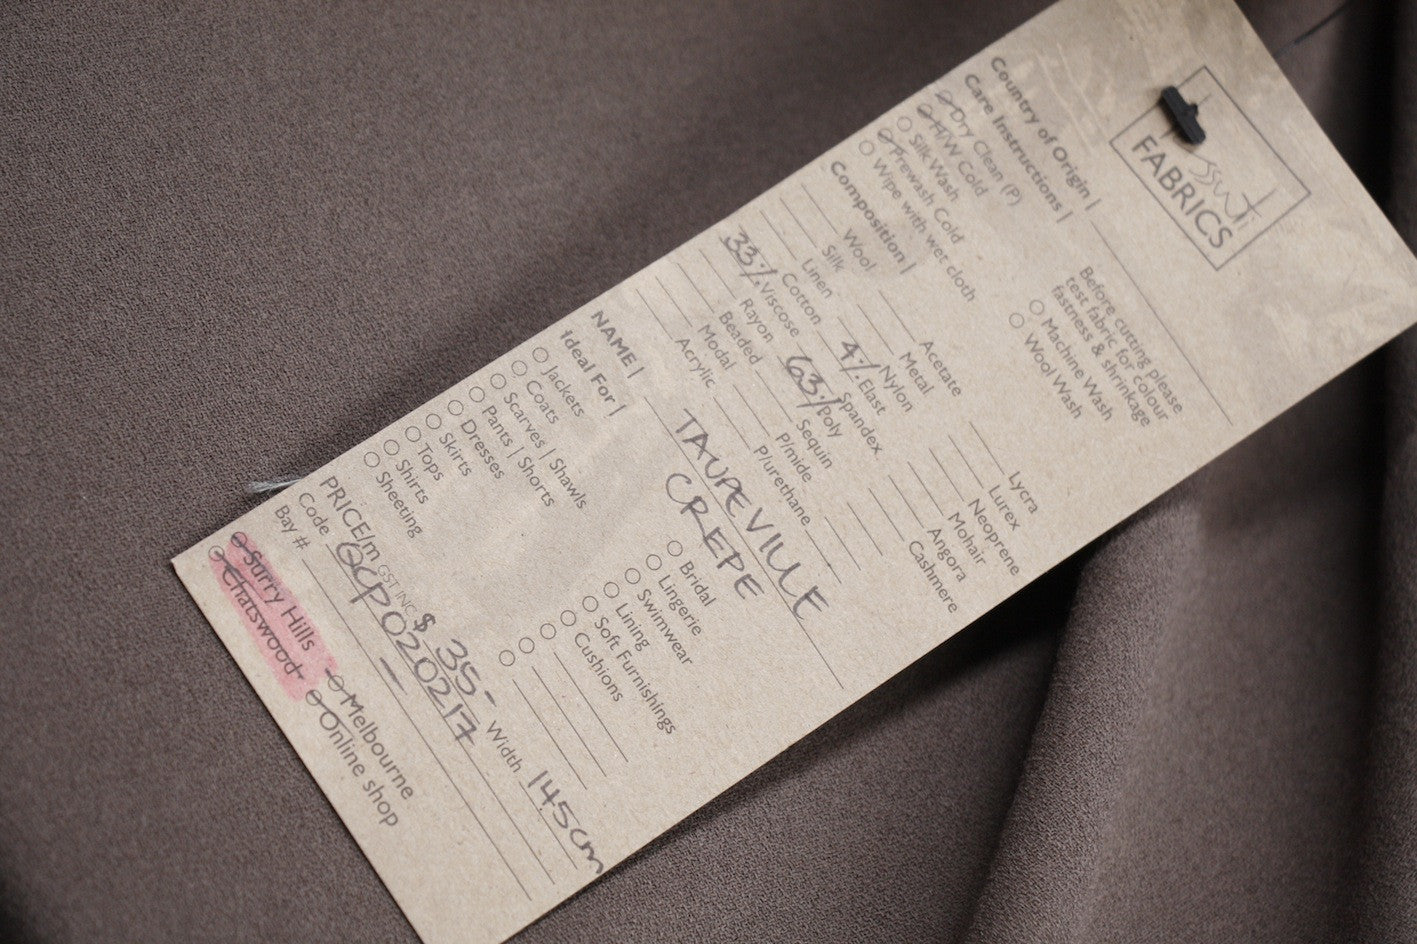 FABRICS
Country of Origin |
Care Instructions |
Dry Clean (P)
H/W Cold
Silk Wash
Prewash Cold
Wipe with wet cloth
Before cutting please
test fabric for colour
fastness & shrinkage
Machine Wash
Wool Wash
Composition |
Wool
Silk
Linen
Cotton
33% Viscose
Rayon
Beaded
Modal
Acrylic
Acetate
Metal
Nylon
4% Elast
Spandex
63% Poly
Sequin
P/mide
P/urethane
Lycra
Lurex
Neoprene
Mohair
Angora
Cashmere
NAME | TAUPEVILLE
CREPE
Ideal For |
Jackets
Coats
Scarves | Shawls
Pants | Shorts
Dresses
Skirts
Tops
Shirts
Sheeting
Bridal
Lingerie
Swimwear
Lining
Soft Furnishings
Cushions
PRICE/m GST INC $35- Width 145cm
Code QCP020217
Bay # —
Surry Hills
Chatswood
Melbourne
Online shop